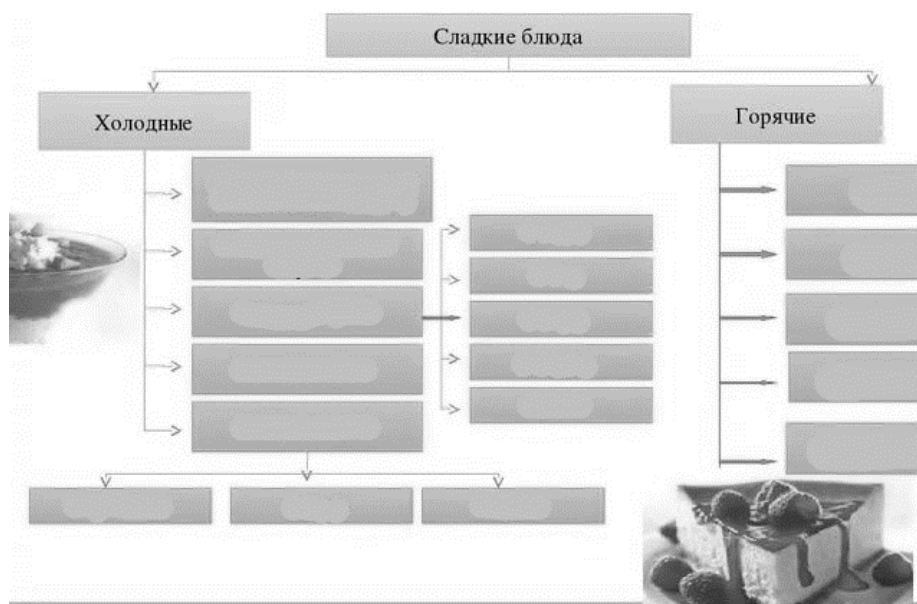 Сладкие блюда
Холодные
Горячие